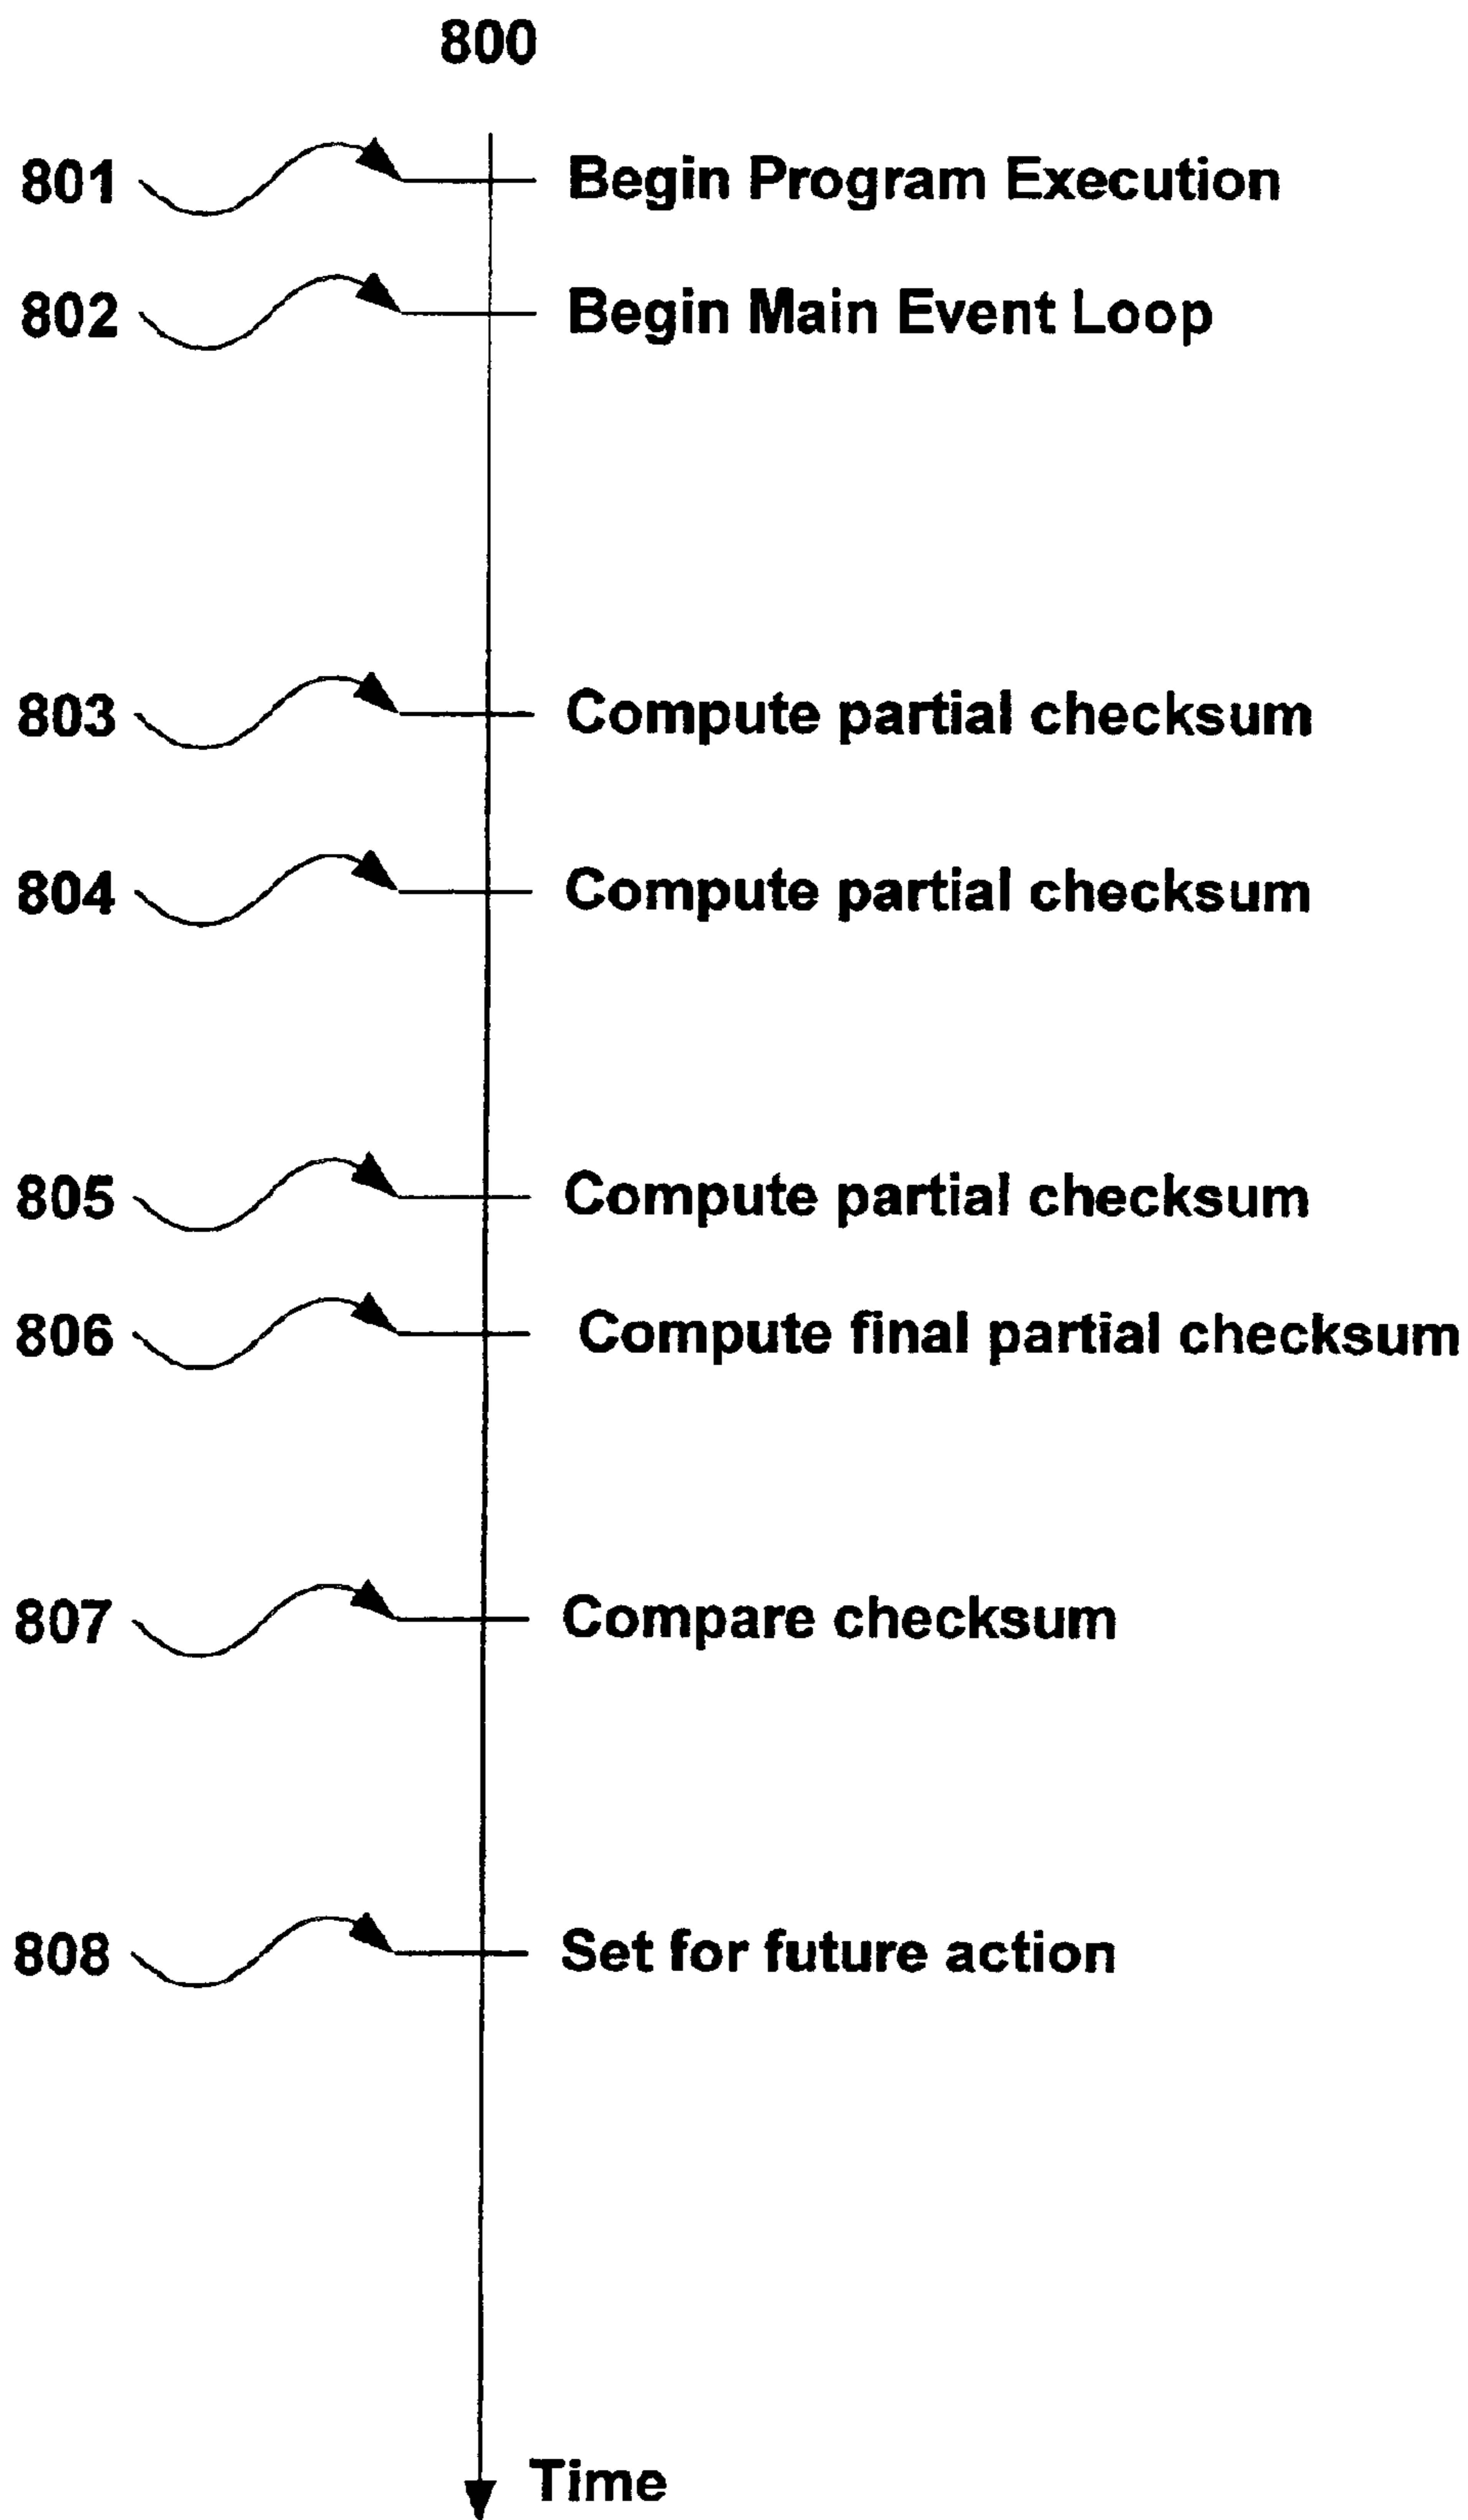 800
801 Begin Program Execution
802 Begin Main Event Loop
803 Compute partial checksum
804 Compute partial checksum
805 Compute partial checksum
806 Compute final partial checksum
807 Compare checksum
808 Set for future action
Time